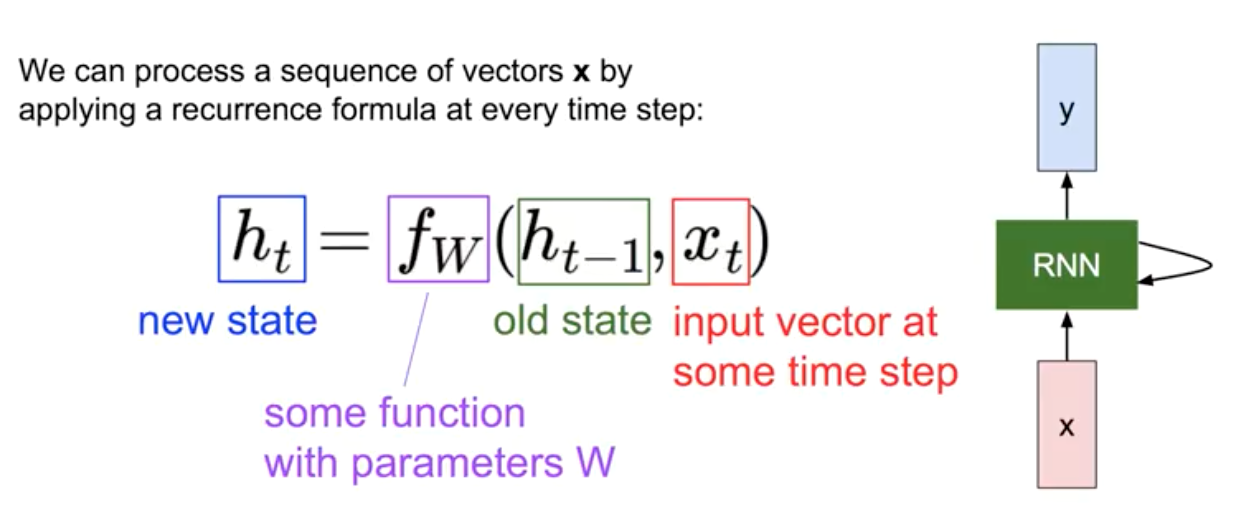 We can process a sequence of vectors x by
applying a recurrence formula at every time step:
h_t = f_W(h_{t-1}, x_t)
new state
old state
input vector at
some time step
some function
with parameters W
y
RNN
x